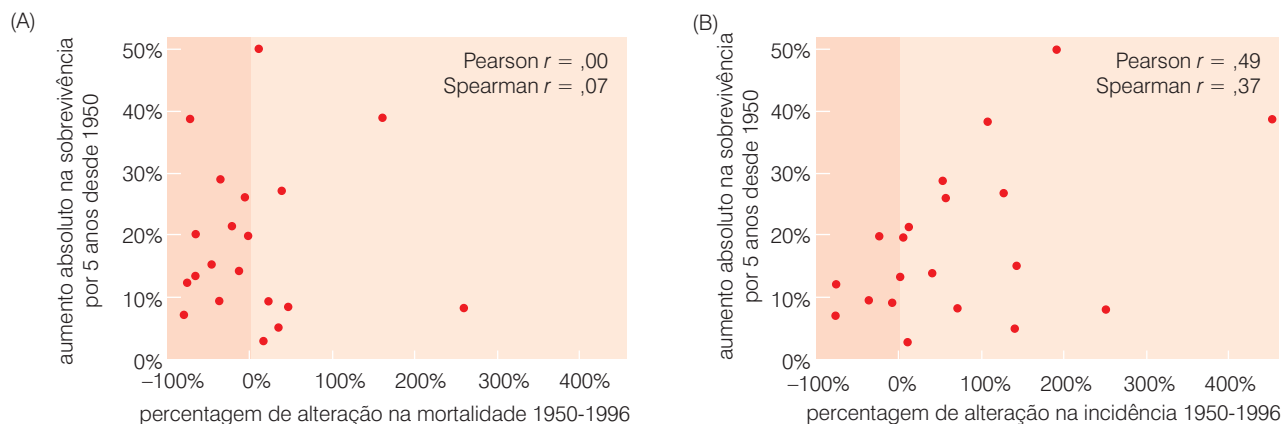 (A)
aumento absoluto na sobrevivência
por 5 anos desde 1950
50%
40%
30%
20%
10%
0%
Pearson r = ,00
Spearman r = ,07
–100%
0%
100%
200%
300%
400%
percentagem de alteração na mortalidade 1950-1996
(B)
aumento absoluto na sobrevivência
por 5 anos desde 1950
50%
40%
30%
20%
10%
0%
Pearson r = ,49
Spearman r = ,37
–100%
0%
100%
200%
300%
400%
percentagem de alteração na incidência 1950-1996